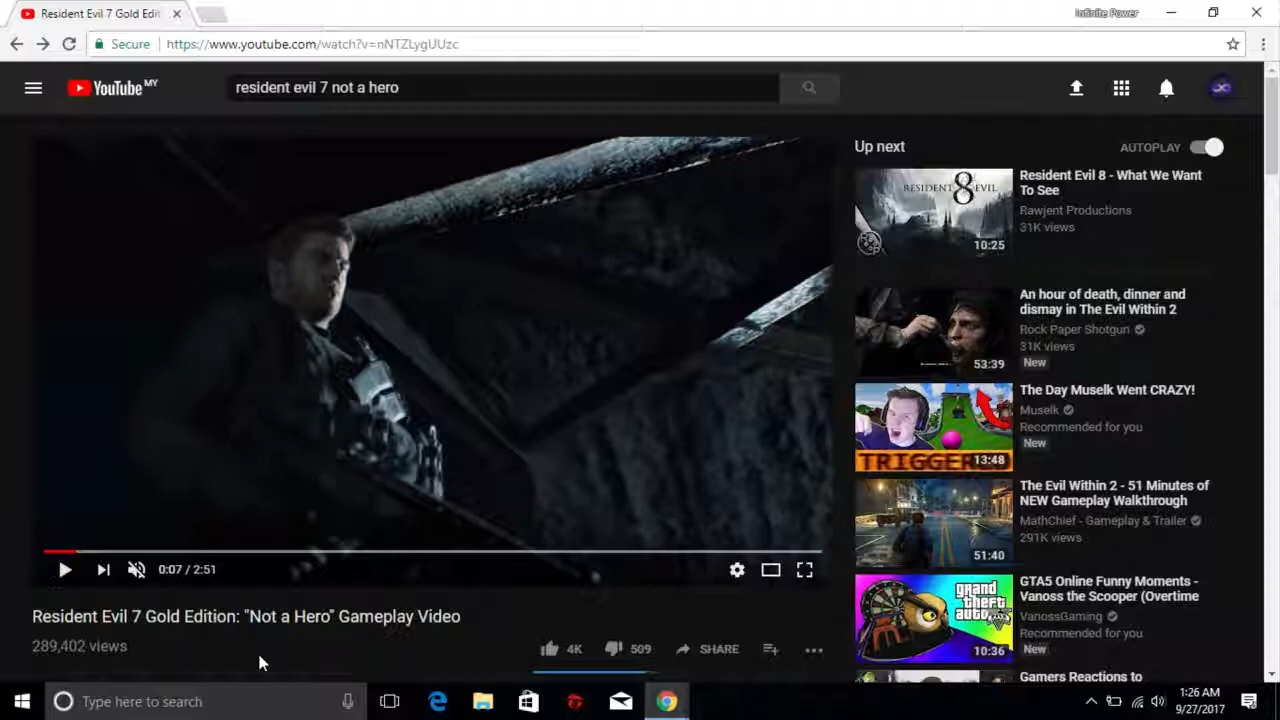 Resident Evil 7 Gold Edi
Infinite Power
Secure
https://www.youtube.com/watch?v=nNTZLygUUzc
YouTube MY
resident evil 7 not a hero
0:07 / 2:51
Resident Evil 7 Gold Edition: "Not a Hero" Gameplay Video
289,402 views
4K
509
SHARE
Up next
AUTOPLAY
RESIDENT 8 EVIL
10:25
Resident Evil 8 - What We Want
To See
Rawjent Productions
31K views
53:39
An hour of death, dinner and
dismay in The Evil Within 2
Rock Paper Shotgun
31K views
New
TRIGGER
13:48
The Day Muselk Went CRAZY!
Muselk
Recommended for you
New
51:40
The Evil Within 2 - 51 Minutes of
NEW Gameplay Walkthrough
MathChief - Gameplay & Trailer
291K views
grand
theft
auto
10:36
GTA5 Online Funny Moments -
Vanoss the Scooper (Overtime
VanossGaming
Recommended for you
New
Gamers Reactions to
Type here to search
1:26 AM
9/27/2017